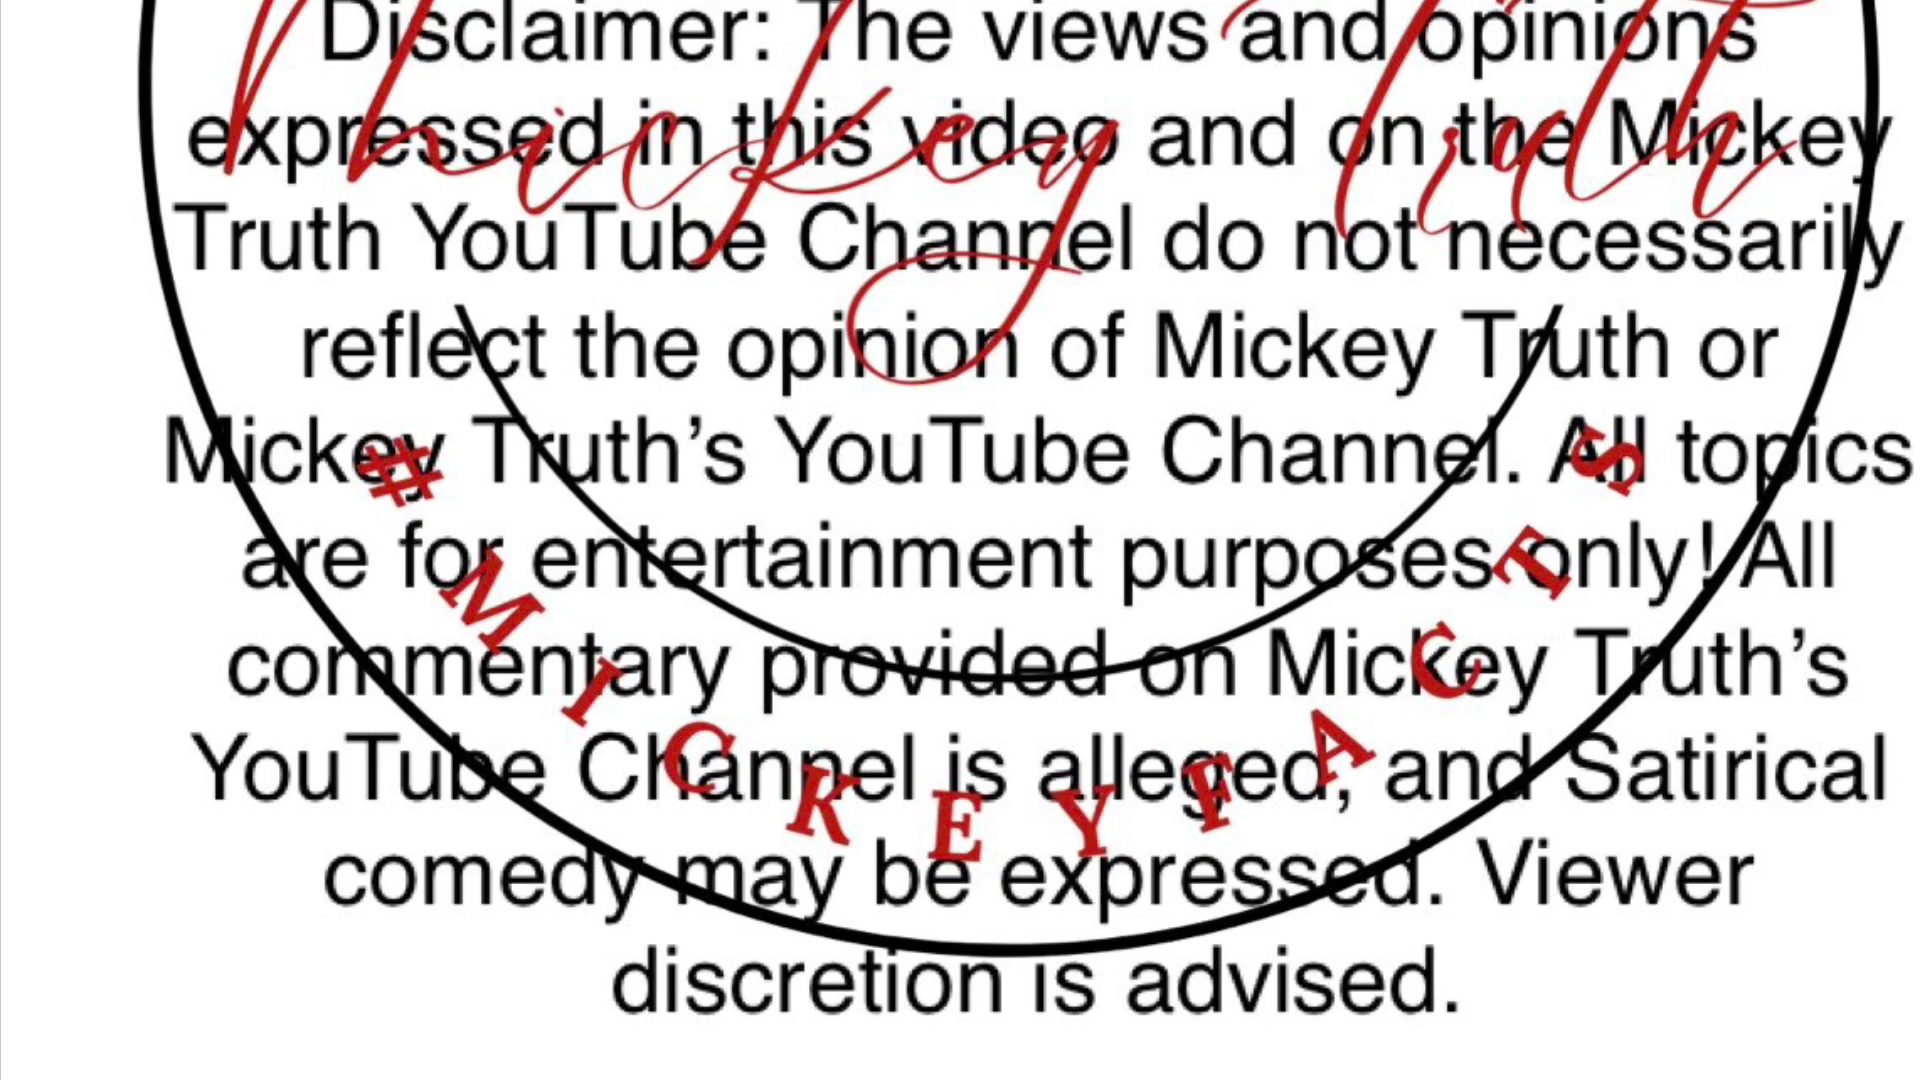 Disclaimer: The views and opinions
expressed in this video and on the Mickey
Truth YouTube Channel do not necessarily
reflect the opinion of Mickey Truth or
Mickey Truth’s YouTube Channel. All topics
are for entertainment purposes only! All
commentary provided on Mickey Truth’s
YouTube Channel is alleged, and Satirical
comedy may be expressed. Viewer
discretion is advised.
Mickey Truth
#MICKEYFACTS